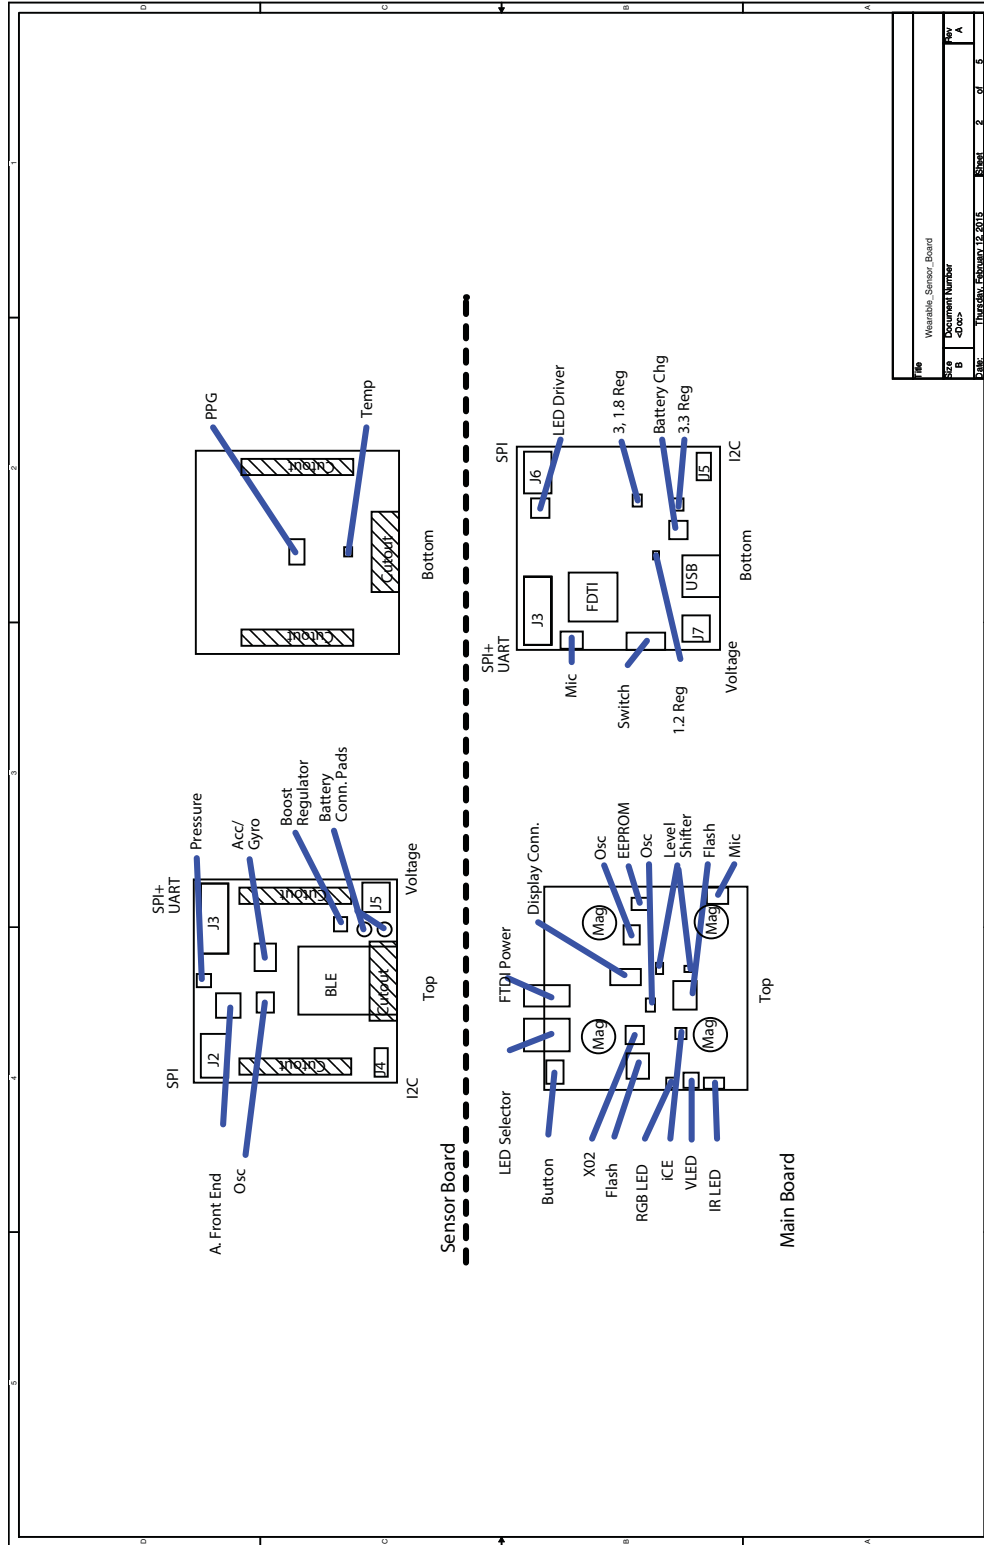 5
4
3
2
1
D
C
B
A
D
C
B
A
SPI
SPI+
UART
Pressure
Acc/
Gyro
Boost
Regulator
Battery
Conn. Pads
A. Front End
Osc
J2
J3
J4
J5
BLE
Cutout
Cutout
Cutout
I2C
Top
Voltage
PPG
Temp
Cutout
Cutout
Cutout
Bottom
Sensor Board
LED Selector
FTDI Power
Display Conn.
Osc
EEPROM
Osc
Level
Shifter
Flash
Mic
Mag
Mag
Mag
Mag
Button
X02
Flash
RGB LED
iCE
VLED
IR LED
Top
Main Board
SPI+
UART
SPI
J3
J6
LED Driver
3, 1.8 Reg
Battery Chg
3.3 Reg
FDTI
Mic
Switch
1.2 Reg
J7
USB
J5
Voltage
Bottom
I2C
Title
Wearable_Sensor_Board
Size
Document Number
Rev
B
<Doc>
A
Date:
Thursday, February 12, 2015
Sheet
2
of
5